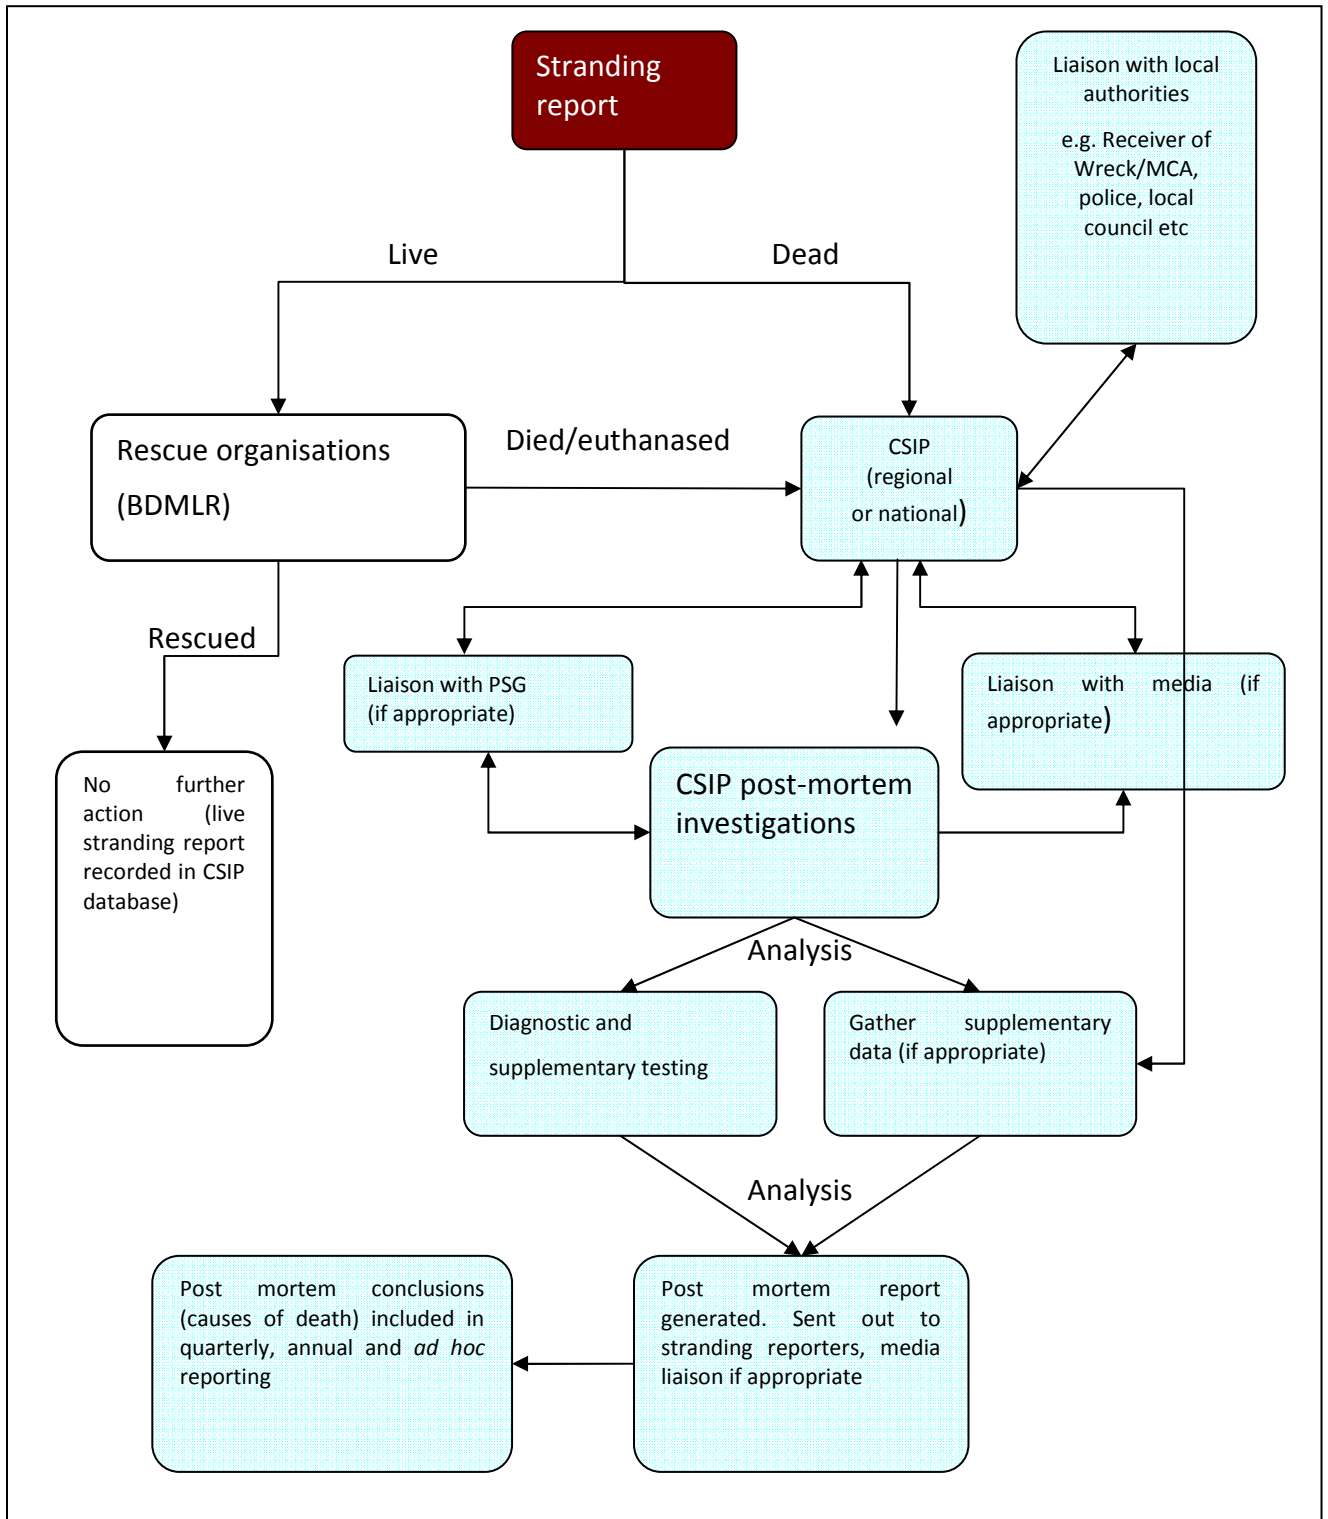 Stranding
report
Liaison with local
authorities
e.g. Receiver of
Wreck/MCA,
police, local
council etc
Live
Dead
Rescue organisations
(BDMLR)
Died/euthanased
CSIP
(regional
or national)
Rescued
Liaison with PSG
(if appropriate)
Liaison with media (if
appropriate)
No further
action (live
stranding report
recorded in CSIP
database)
CSIP post-mortem
investigations
Analysis
Diagnostic and
supplementary testing
Gather supplementary
data (if appropriate)
Analysis
Post mortem conclusions
(causes of death) included in
quarterly, annual and ad hoc
reporting
Post mortem report
generated. Sent out to
stranding reporters, media
liaison if appropriate